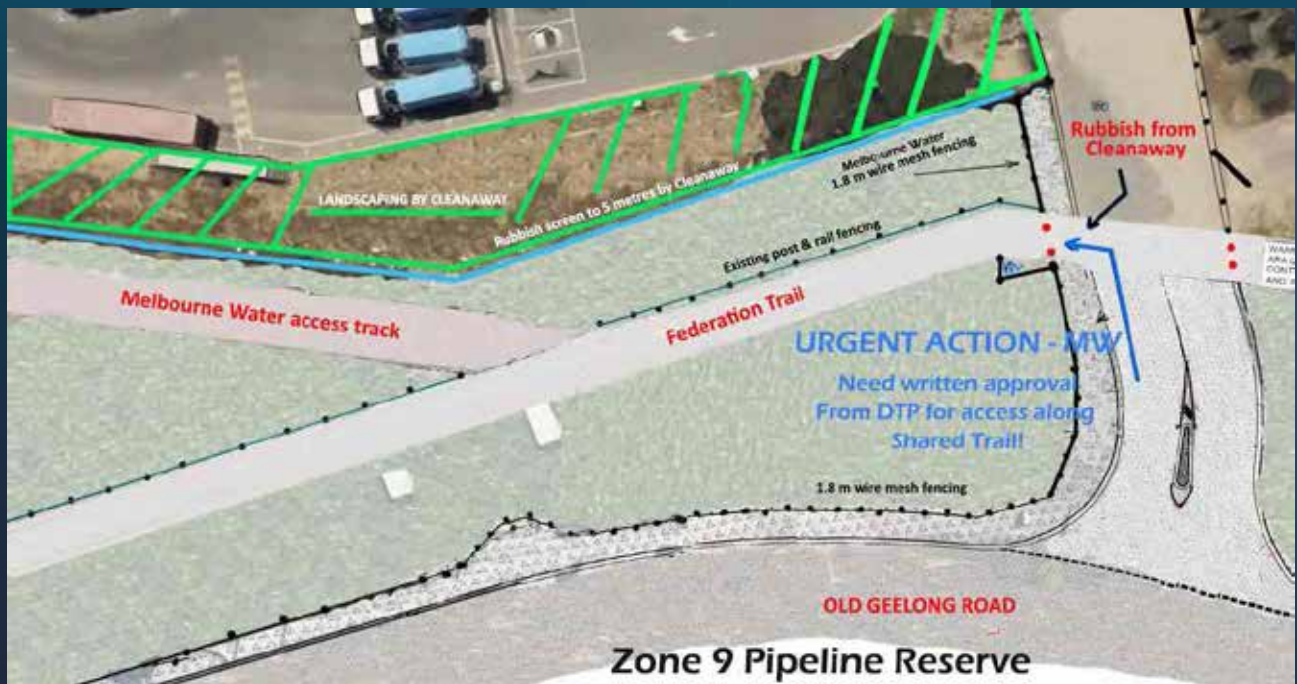 Rubbish from
Cleanaway
Melbourne Water
1.8 m wire mesh fencing
LANDSCAPING BY CLEANAWAY
Rubbish screen to 5 metres by Cleanaway
Existing post & rail fencing
Melbourne Water access track
Federation Trail
URGENT ACTION - MW
Need written approval
From DTP for access along
Shared Trail!
1.8 m wire mesh fencing
OLD GEELONG ROAD
Zone 9 Pipeline Reserve